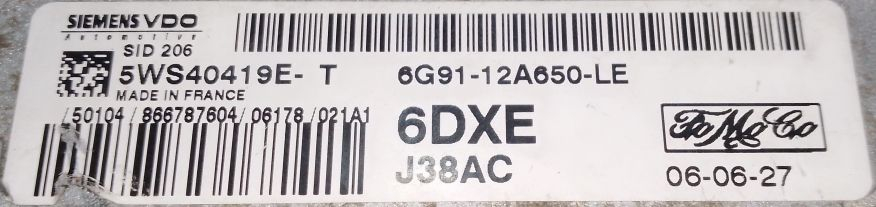 SIEMENS VDO
Automotive
SID 206
5WS40419E- T 6G91-12A650-LE
MADE IN FRANCE
/50104 / 866787604/ 06178 /021A1
6DXE
FoMoCo
J38AC
06-06-27